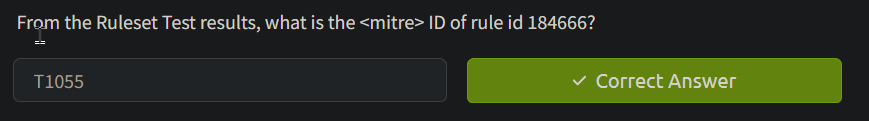 From the Ruleset Test results, what is the <mitre> ID of rule id 184666?
T1055
✓ Correct Answer